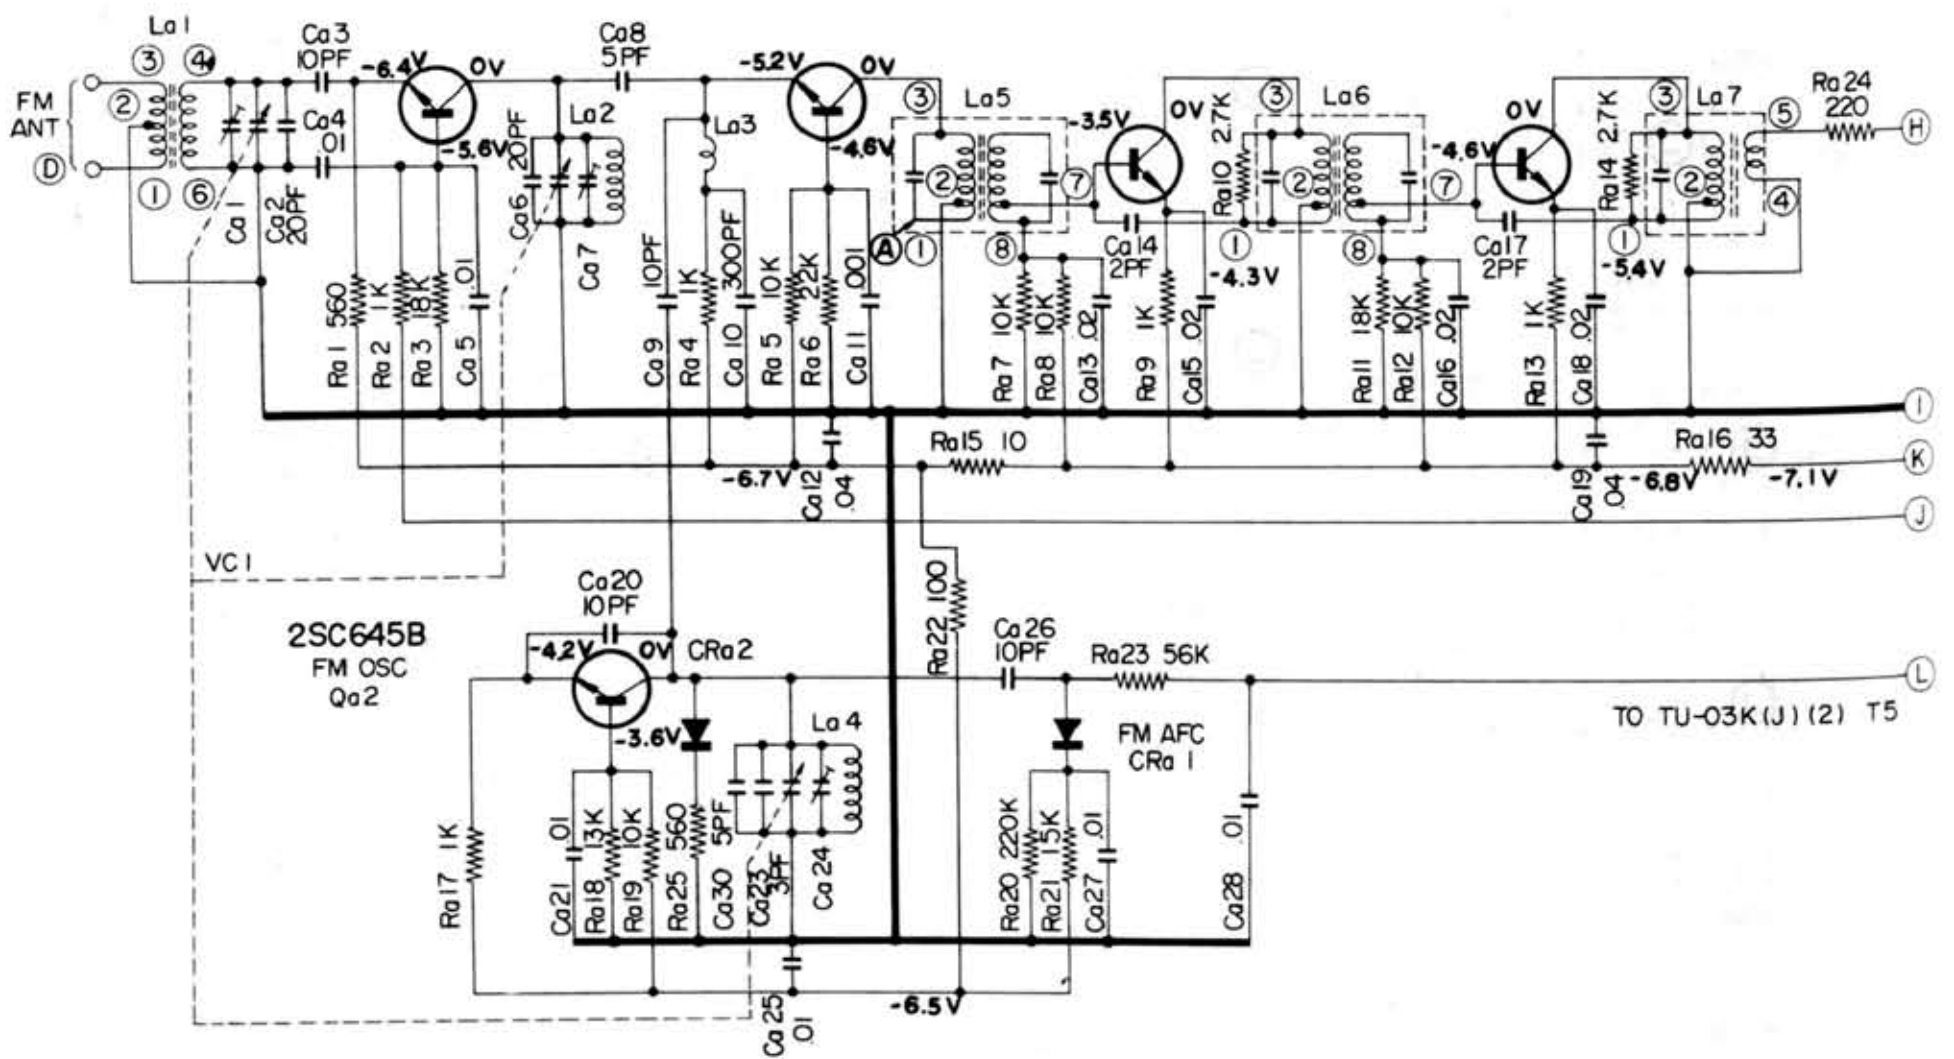 La 1
Ca3
10PF
Ca8
5PF
-6.4V
0V
-5.2V
0V
3
4
2
1
6
FM
ANT
D
Ca4
.01
-5.6V
20PF
Ca6
La2
Ca7
La3
-4.6V
Ca 1
Ca2
20PF
La5
3
2
1
7
8
A
-3.5V
0V
Ca14
2PF
-4.3V
Ra10 2.7K
La6
3
2
1
7
8
-4.6V
0V
Ca17
2PF
-5.4V
Ra14 2.7K
La7
3
2
1
5
4
Ra24
220
H
Ra1 560
Ra2 1K
Ra3 18K
Ca5 .01
Ca9 10PF
Ra4 1K
Ca10 300PF
Ra5 10K
Ra6 22K
Ca11 .001
Ra7 10K
Ra8 10K
Ca13 .02
Ra9 1K
Ca15 .02
Ra11 18K
Ra12 10K
Ca16 .02
Ra13 1K
Ca18 .02
I
Ra15 10
Ra16 33
K
-6.7V
Ca12
.04
Ca19
.04
-6.8V
-7.1V
J
VC1
Ca20
10PF
2SC645B
FM OSC
Qa2
-4.2V
0V
CRa2
-3.6V
Ra22 100
Ca26
10PF
Ra23 56K
L
TO TU-03K(J)(2) T5
FM AFC
CRa 1
La 4
Ra17 1K
Ca21 .01
Ra18 13K
Ra19 10K
Ra25 560
Ca30 5PF
Ca23
3PF
Ca24
Ra20 220K
Ra21 15K
Ca27 .01
Ca28 .01
Ca25
.01
-6.5V